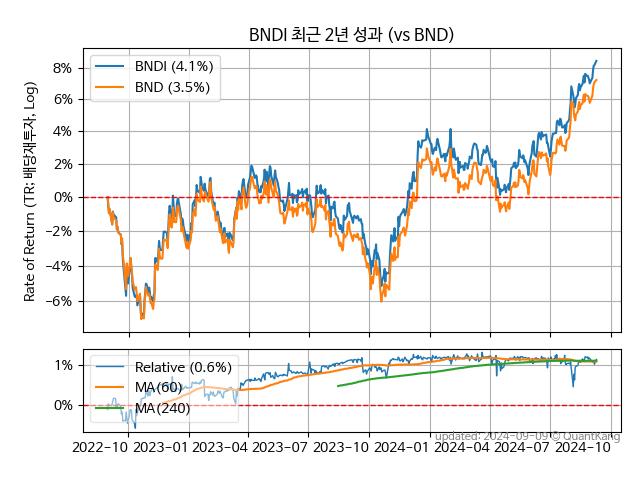 BNDI 최근 2년 성과 (vs BND)
Rate of Return (TR: 배당재투자, Log)
8%
6%
4%
2%
0%
−2%
−4%
−6%
BNDI (4.1%)
BND (3.5%)
1%
0%
Relative (0.6%)
MA(60)
MA(240)
updated: 2024-09-09 © QuantKang
2022−10
2023−01
2023−04
2023−07
2023−10
2024−01
2024−04
2024−07
2024−10